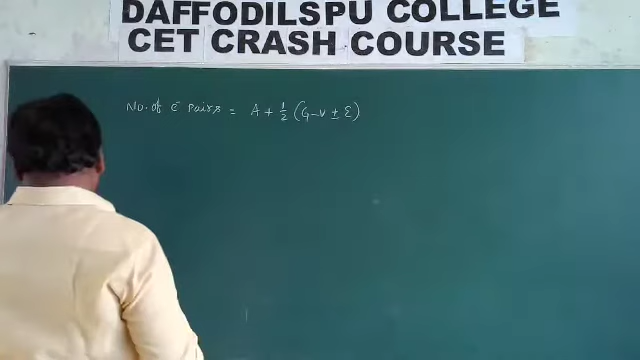 DAFFODILSPU COLLEGE
CET CRASH COURSE
No. of e⁻ Pairs = A + 1/2 (G-V ± E)